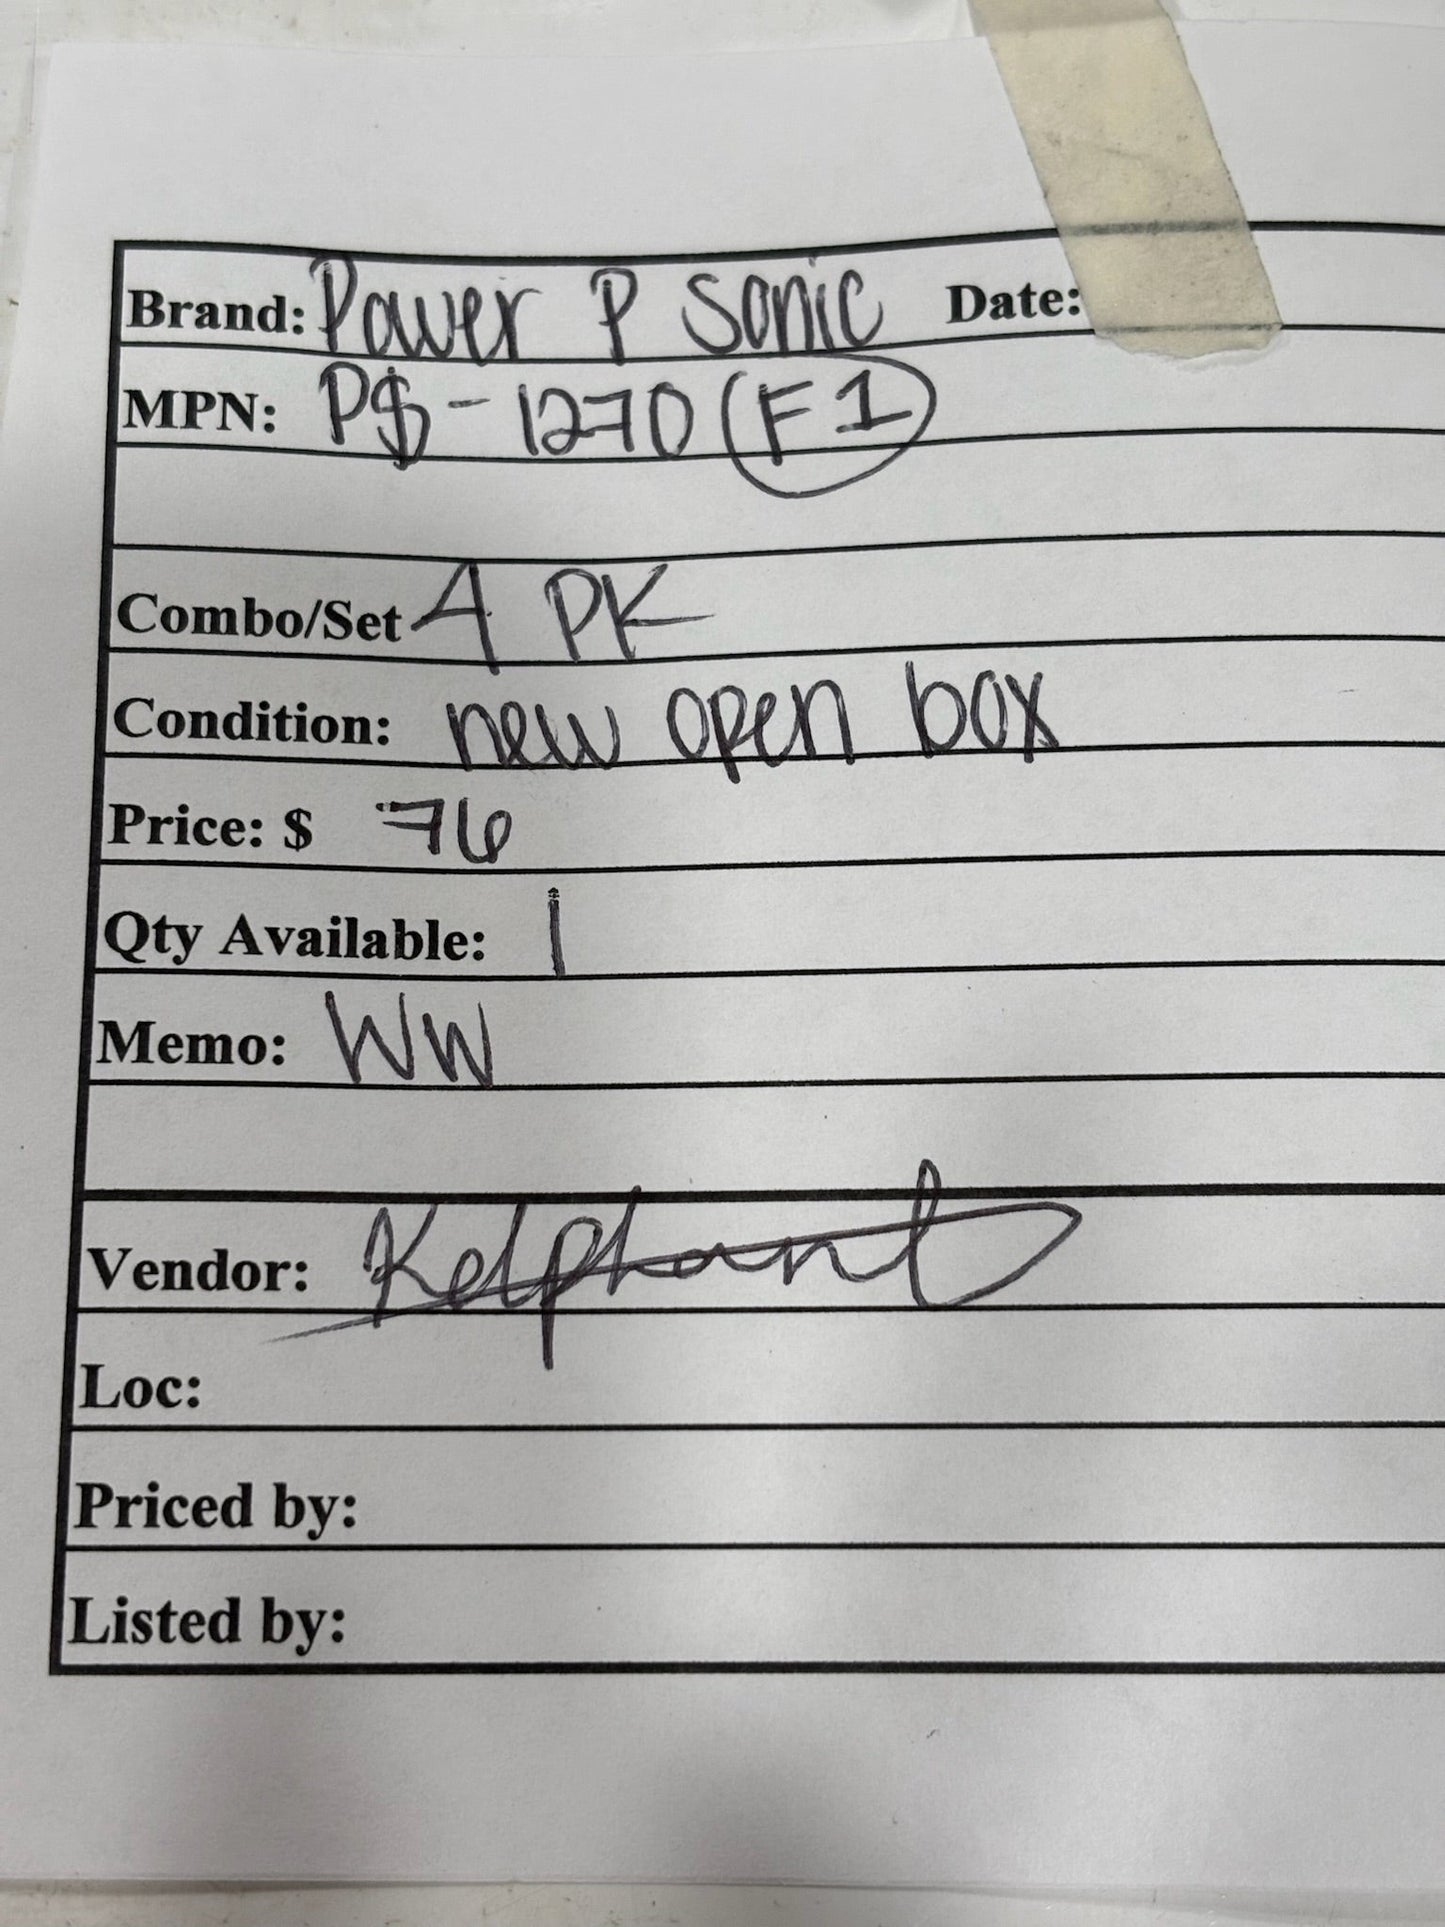 Brand: Power P Sonic Date:
MPN: PS-1270 (F1)
Combo/Set 4 PK
Condition: new open box
Price: $ 76
Qty Available: 1
Memo: WW
Vendor:
Loc:
Priced by:
Listed by: